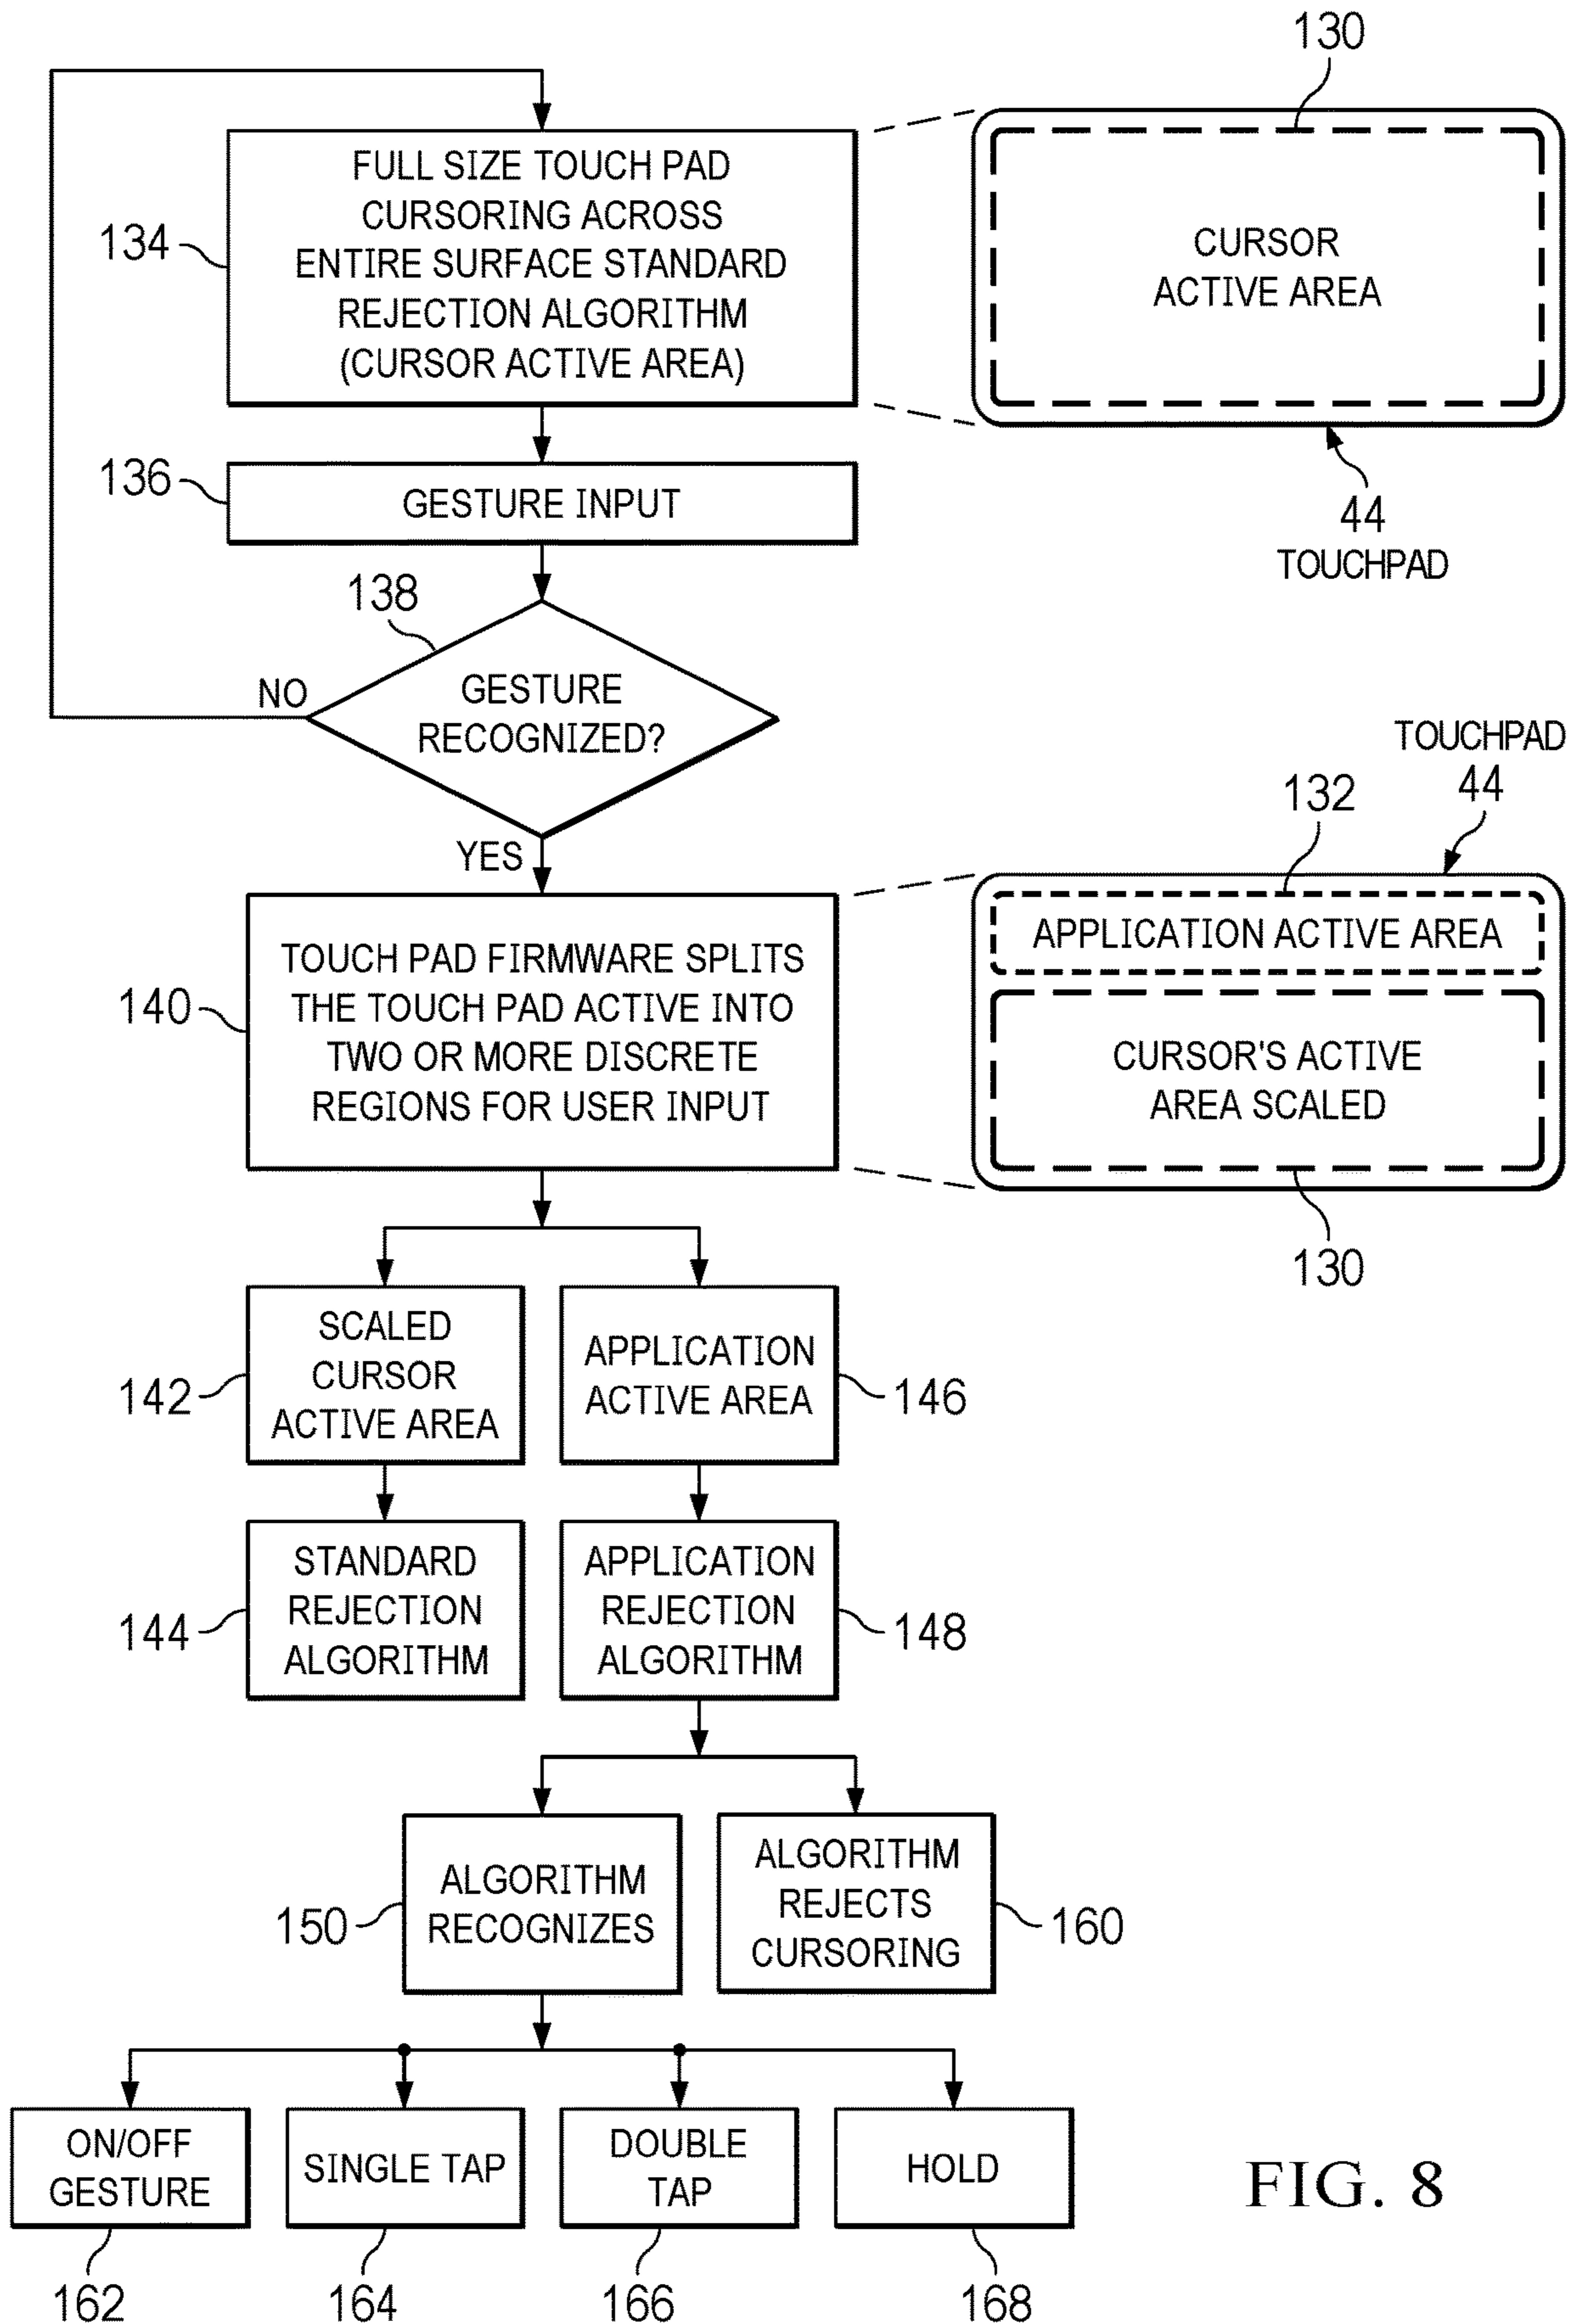 130
FULL SIZE TOUCH PAD
CURSORING ACROSS
ENTIRE SURFACE STANDARD
REJECTION ALGORITHM
(CURSOR ACTIVE AREA)
134
CURSOR
ACTIVE AREA
136
GESTURE INPUT
44
TOUCHPAD
138
NO
GESTURE
RECOGNIZED?
YES
TOUCHPAD
44
132
140
TOUCH PAD FIRMWARE SPLITS
THE TOUCH PAD ACTIVE INTO
TWO OR MORE DISCRETE
REGIONS FOR USER INPUT
APPLICATION ACTIVE AREA
CURSOR'S ACTIVE
AREA SCALED
130
142
SCALED
CURSOR
ACTIVE AREA
APPLICATION
ACTIVE AREA
146
144
STANDARD
REJECTION
ALGORITHM
APPLICATION
REJECTION
ALGORITHM
148
150
ALGORITHM
RECOGNIZES
ALGORITHM
REJECTS
CURSORING
160
ON/OFF
GESTURE
SINGLE TAP
DOUBLE
TAP
HOLD
162
164
166
168
FIG. 8